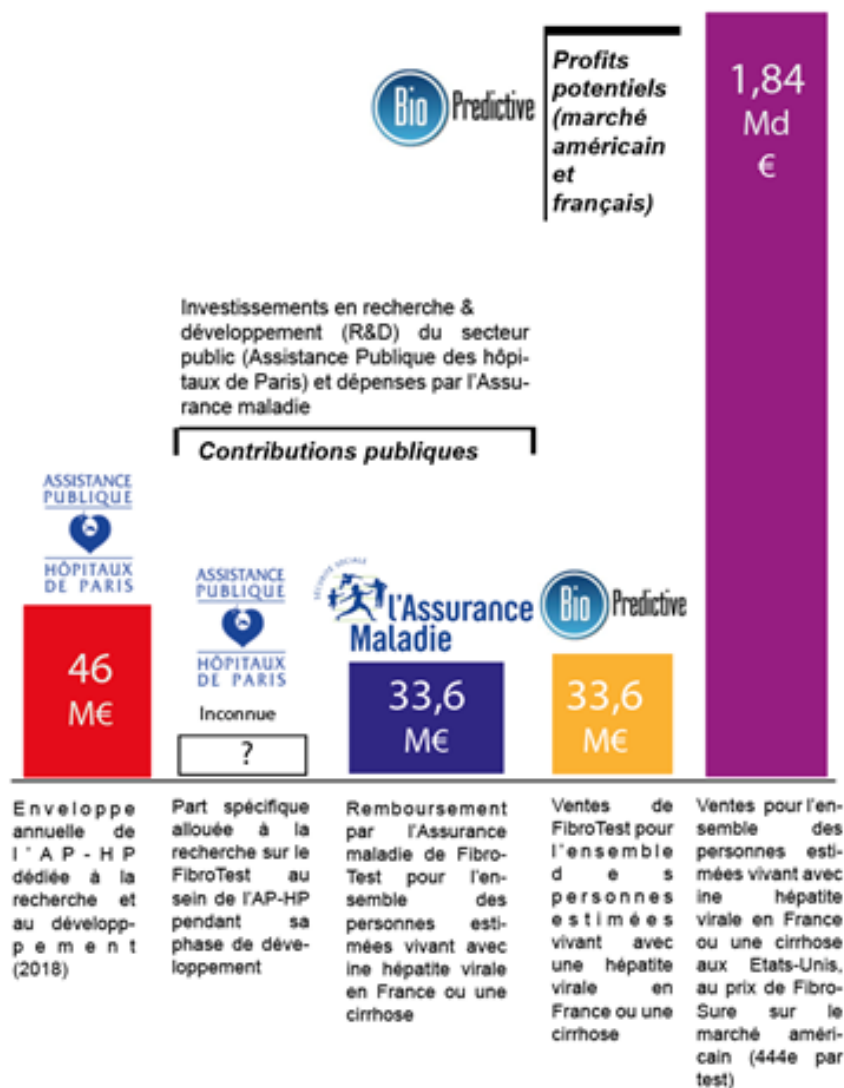 Bio Predictive
Profits
potentiels
(marché
américain
et
français)
1,84
Md
€
Investissements en recherche &
développement (R&D) du secteur
public (Assistance Publique des hôpi-
taux de Paris) et dépenses par l'Assu-
rance maladie
Contributions publiques
ASSISTANCE
PUBLIQUE
HÔPITAUX
DE PARIS
46
M€
ASSISTANCE
PUBLIQUE
HÔPITAUX
DE PARIS
Inconnue
?
SÉCURITÉ SOCIALE
l'Assurance
Maladie
33,6
M€
Bio Predictive
33,6
M€
Enveloppe
annuelle de
l'AP-HP
dédiée à la
recherche et
au développ-
pement
(2018)
Part spécifique
allouée à la
recherche sur le
FibroTest au
sein de l'AP-HP
pendant sa
phase de déve-
loppement
Remboursement
par l'Assurance
maladie de Fibro-
Test pour l'en-
semble des
personnes esti-
mées vivant avec
ine hépatite virale
en France ou une
cirrhose
Ventes de
FibroTest pour
l'ensemble
des
personnes
estimées
vivant avec
une hépatite
virale en
France ou une
cirrhose
Ventes pour l'en-
semble des
personnes esti-
mées vivant avec
ine hépatite
virale en France
ou une cirrhose
aux Etats-Unis,
au prix de Fibro-
Sure sur le
marché améri-
cain (444e par
test)